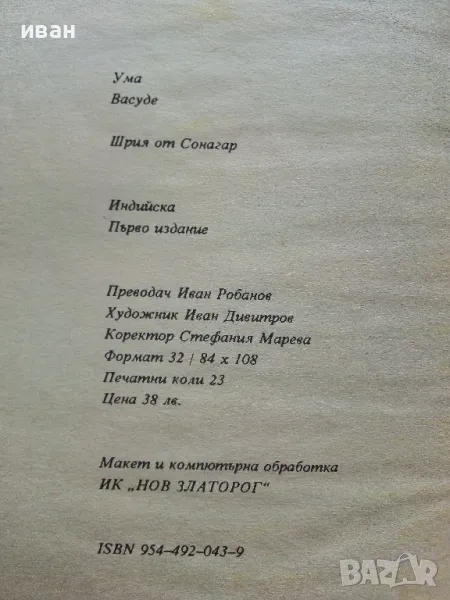 иван
Ума
Васуде
Шрия от Сонагар
Индийска
Първо издание
Преводач Иван Робанов
Художник Иван Дивитров
Коректор Стефания Марева
Формат 32 / 84 x 108
Печатни коли 23
Цена 38 лв.
Макет и компютърна обработка
ИК „НОВ ЗЛАТОРОГ"
ISBN 954—492—043—9
BAZAR